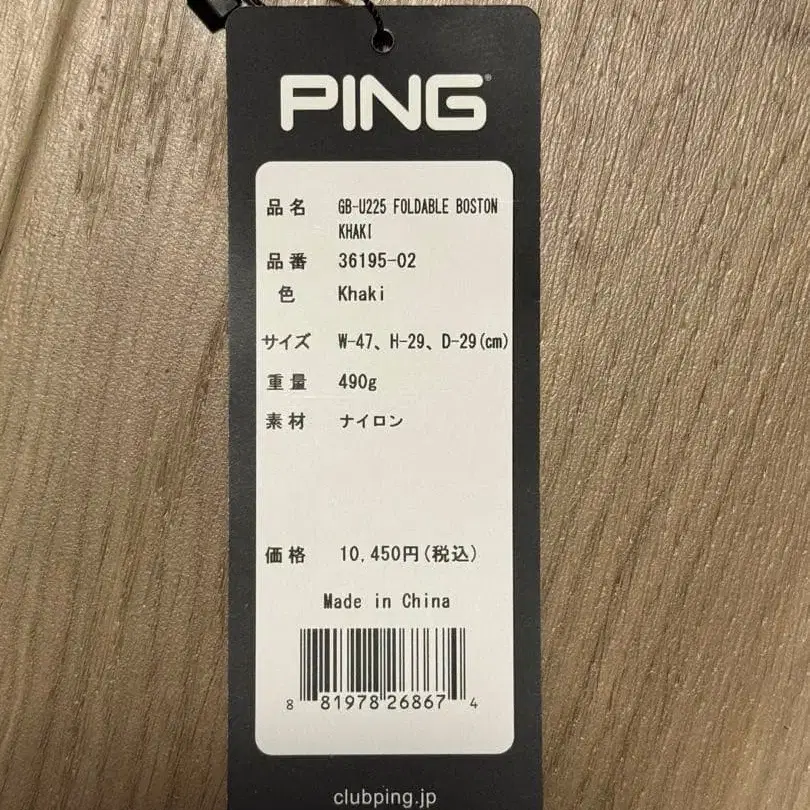 PING
品名 GB-U225 FOLDABLE BOSTON
KHAKI
品番 36195-02
色 Khaki
サイズ W-47、H-29、D-29(cm)
重量 490g
素材 ナイロン
価格 10,450円(税込)
Made in China
8 81978 26867 4
clubping.jp